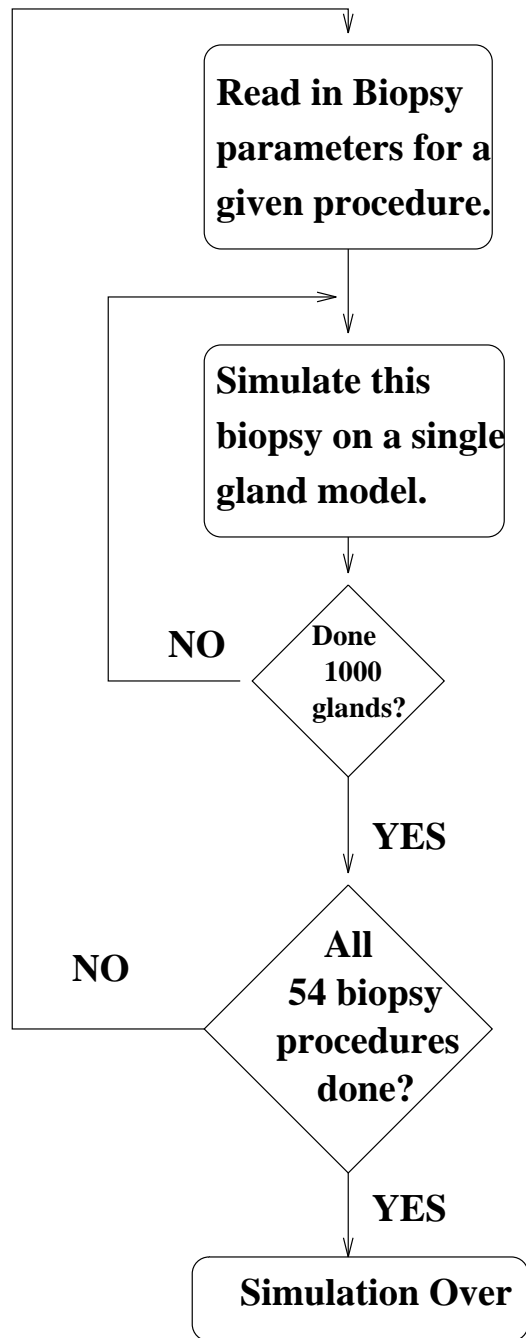 Read in Biopsy
parameters for a
given procedure.
Simulate this
biopsy on a single
gland model.
Done
1000
glands?
NO
YES
All
54 biopsy
procedures
done?
NO
YES
Simulation Over